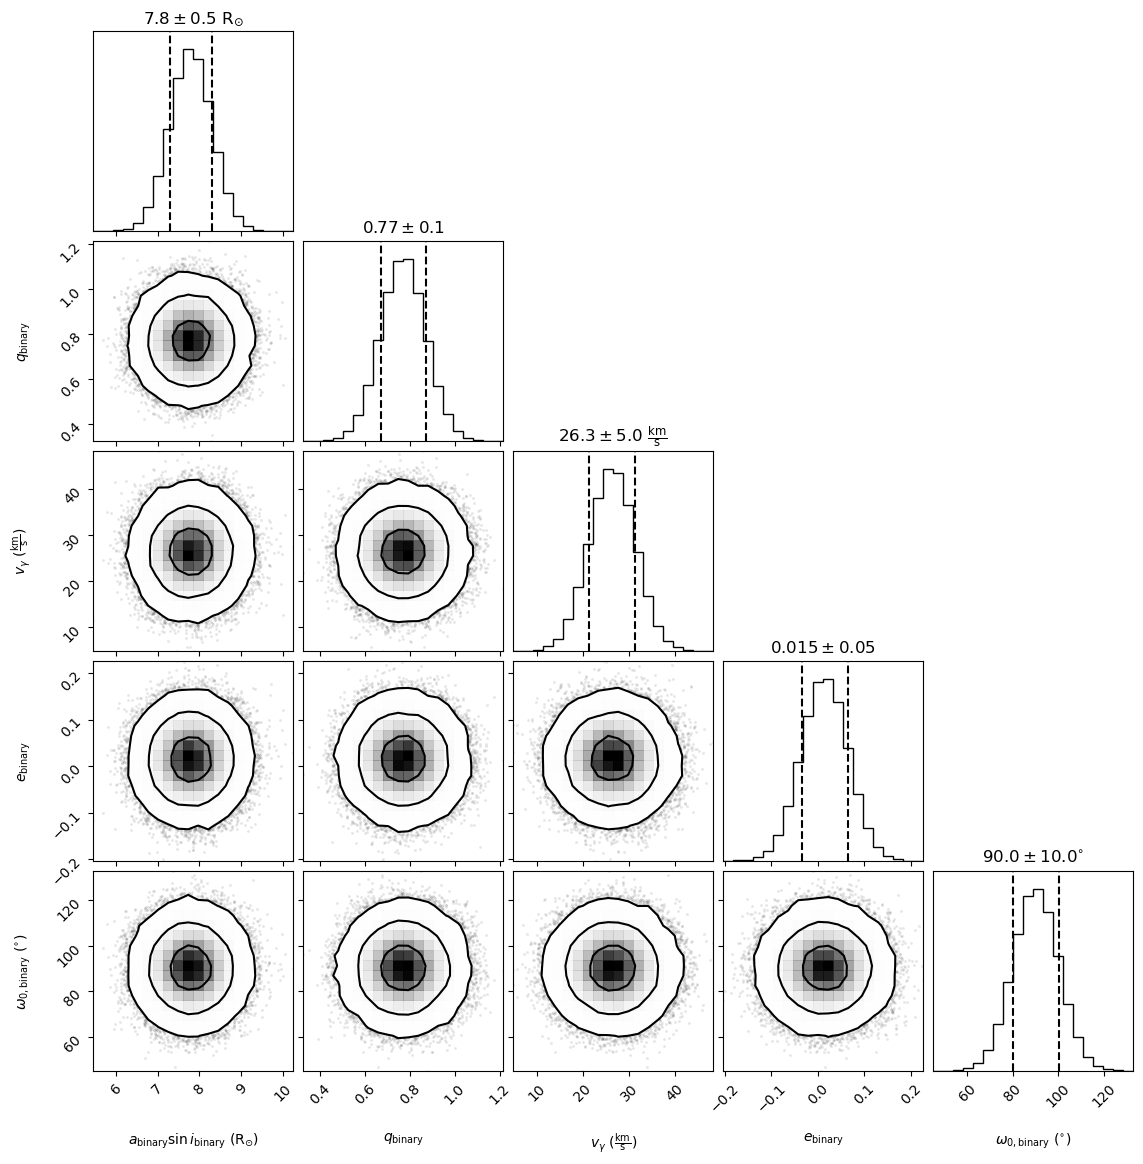 7.8 ± 0.5 R⊙
0.77 ± 0.1
q_binary
1.2
1.0
0.8
0.6
0.4
26.3 ± 5.0 km/s
v_γ (km/s)
40
30
20
10
0.015 ± 0.05
e_binary
0.2
0.1
0.0
−0.1
−0.2
90.0 ± 10.0°
ω_0, binary (°)
120
100
80
60
6 7 8 9 10
0.4 0.6 0.8 1.0 1.2
10 20 30 40
−0.2 −0.1 0.0 0.1 0.2
60 80 100 120
a_binary sin i_binary (R⊙)
q_binary
v_γ (km/s)
e_binary
ω_0, binary (°)